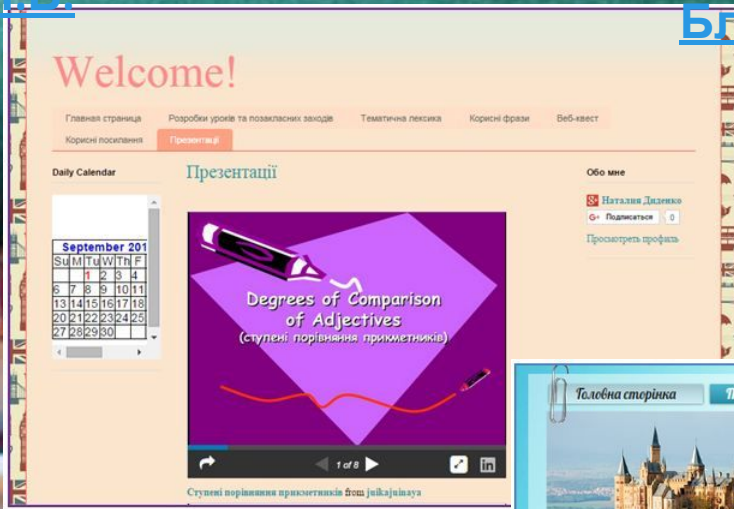 Welcome!
Главная страница Розробки уроків та позакласних заходів Тематична лексика Корисні фрази Веб-квест
Корисні посилання Презентації
Daily Calendar
Презентації
Обо мне
Наталия Диденко
G+ Подписаться 0
Просмотреть профиль
September 201
Su M Tu W Th F
1 2 3 4
6 7 8 9 10 11
13 14 15 16 17 18
20 21 22 23 24 25
27 28 29 30
Degrees of Comparison
of Adjectives
(ступені порівняння прикметників)
1 of 8
in
Ступені порівняння прикметників from juikajuinaya
Головна сторінка